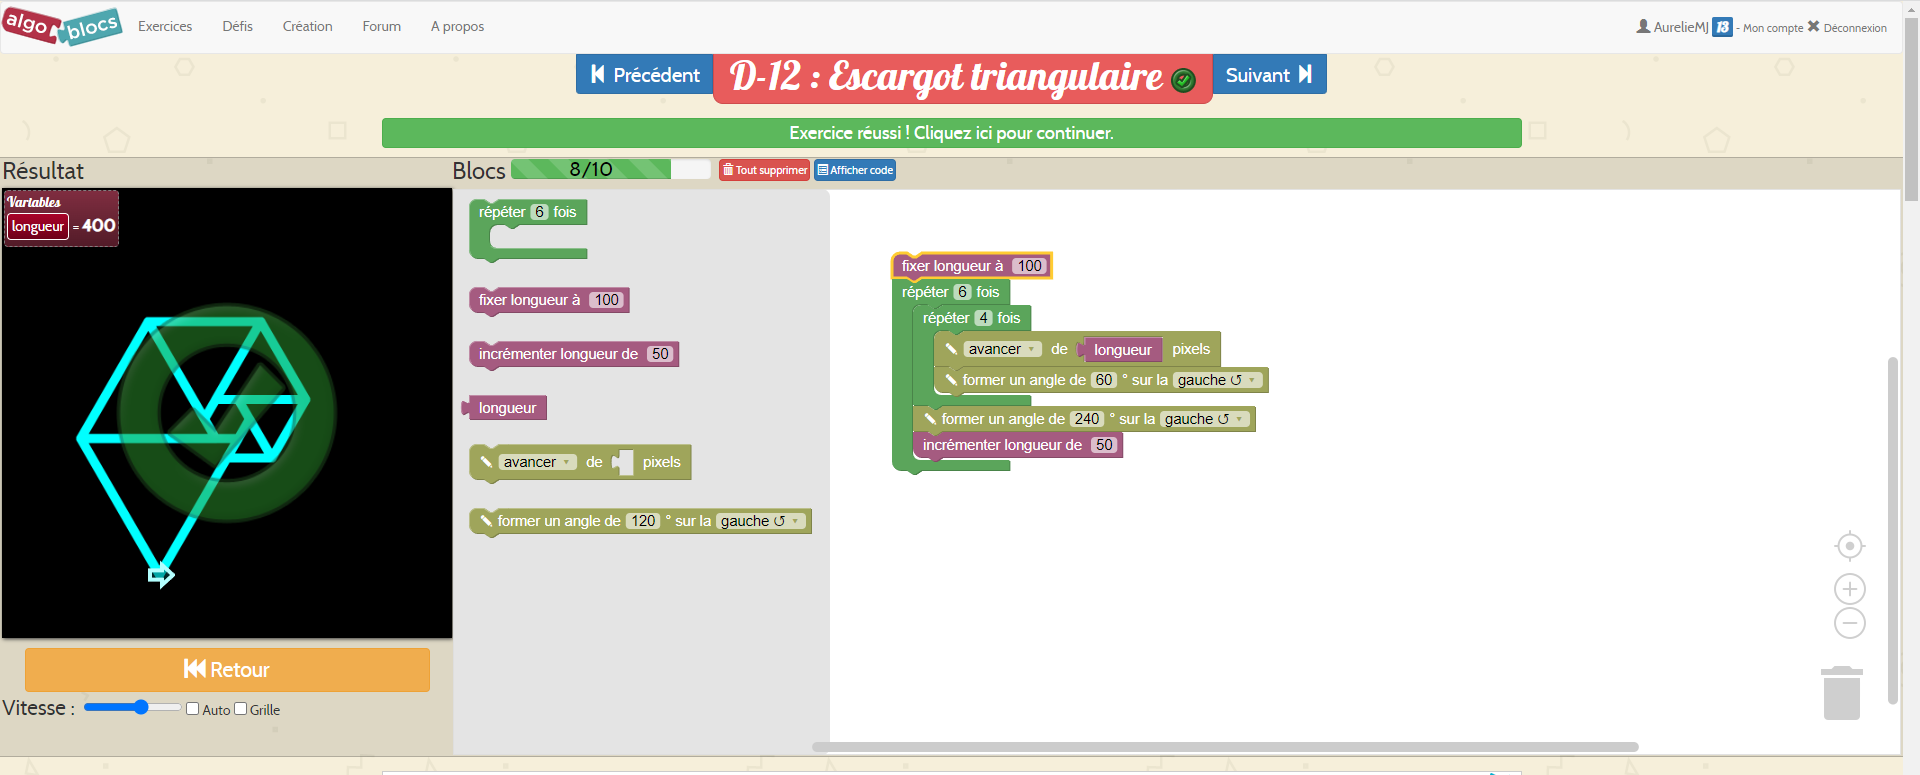 algo blocs
Exercices Défis Création Forum A propos
AurelieMJ 13 - Mon compte Déconnexion
Précédent
D-12 : Escargot triangulaire
Suivant
Exercice réussi ! Cliquez ici pour continuer.
Résultat
Blocs 8/10 Tout supprimer Afficher code
Variables
longueur = 400
répéter 6 fois
fixer longueur à 100
incrémenter longueur de 50
longueur
avancer de pixels
former un angle de 120 ° sur la gauche ↺
fixer longueur à 100
répéter 6 fois
répéter 4 fois
avancer de longueur pixels
former un angle de 60 ° sur la gauche ↺
former un angle de 240 ° sur la gauche ↺
incrémenter longueur de 50
Retour
Vitesse : Auto Grille